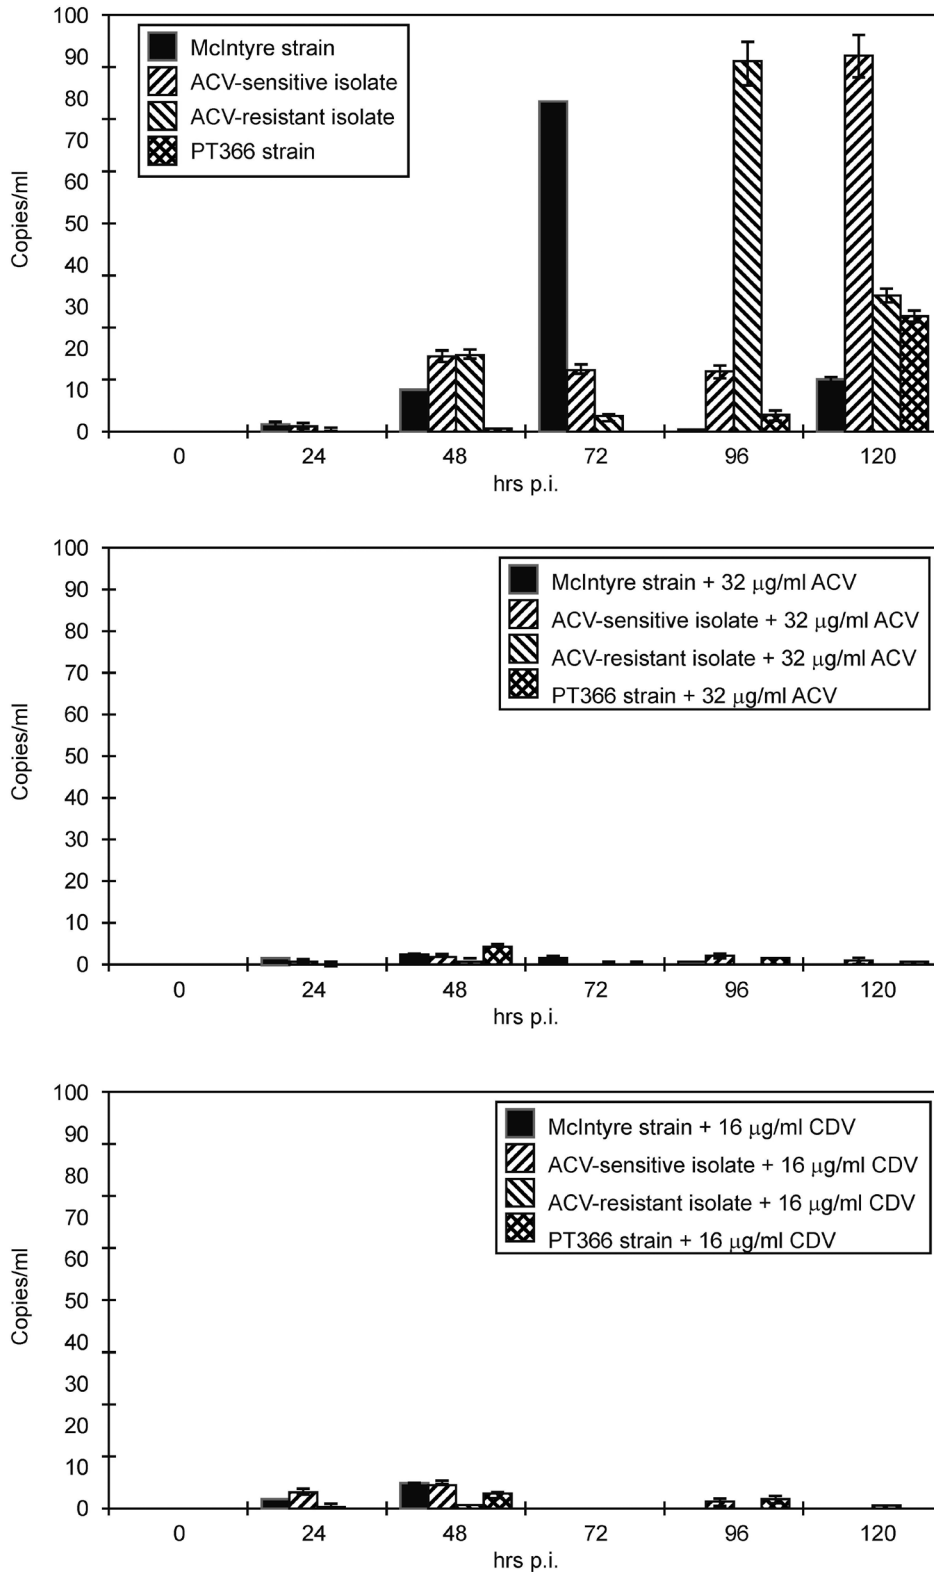 100
90
80
70
60
50
40
30
20
10
0
Copies/ml
McIntyre strain
ACV-sensitive isolate
ACV-resistant isolate
PT366 strain
0 24 48 72 96 120
hrs p.i.
100
90
80
70
60
50
40
30
20
10
0
Copies/ml
McIntyre strain + 32 μg/ml ACV
ACV-sensitive isolate + 32 μg/ml ACV
ACV-resistant isolate + 32 μg/ml ACV
PT366 strain + 32 μg/ml ACV
0 24 48 72 96 120
hrs p.i.
100
90
80
70
60
50
40
30
20
10
0
Copies/ml
McIntyre strain + 16 μg/ml CDV
ACV-sensitive isolate + 16 μg/ml CDV
ACV-resistant isolate + 16 μg/ml CDV
PT366 strain + 16 μg/ml CDV
0 24 48 72 96 120
hrs p.i.